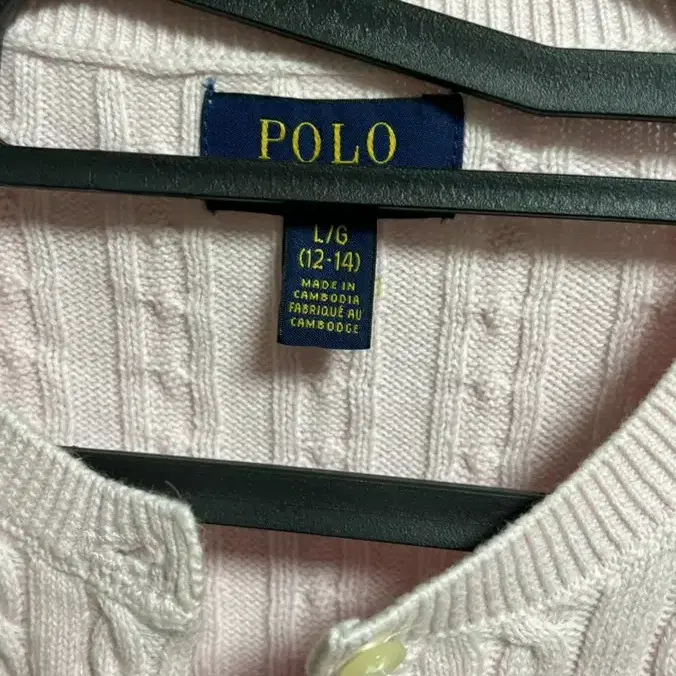 POLO
L/G
(12-14)
MADE IN
CAMBODIA
FABRIQUÉ AU
CAMBODGE